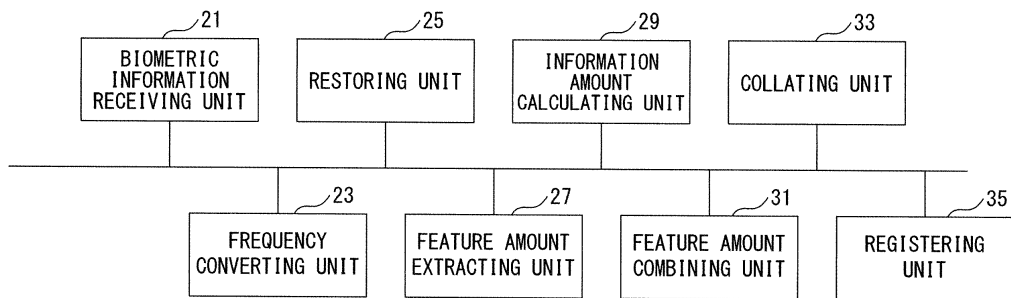 21
BIOMETRIC
INFORMATION
RECEIVING UNIT
25
RESTORING UNIT
29
INFORMATION
AMOUNT
CALCULATING UNIT
33
COLLATING UNIT
23
FREQUENCY
CONVERTING UNIT
27
FEATURE AMOUNT
EXTRACTING UNIT
31
FEATURE AMOUNT
COMBINING UNIT
35
REGISTERING
UNIT